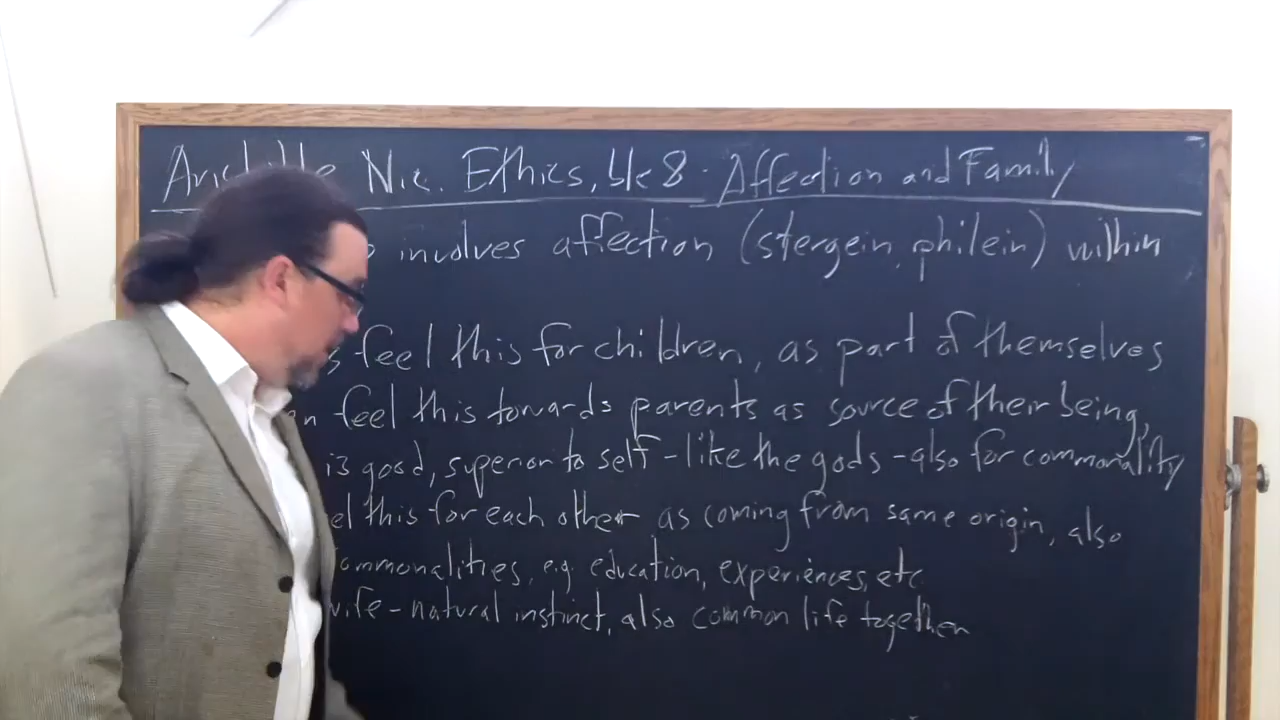 Aristotle Nic. Ethics, bk 8 - Affection and Family
involves affection (stergein, philein) within
feel this for children, as part of themselves
feel this towards parents as source of their being,
is good, superior to self - like the gods - also for commonality
this for each other as coming from same origin, also
ommonalities, e.g. education, experiences, etc
wife - natural instinct, also common life together